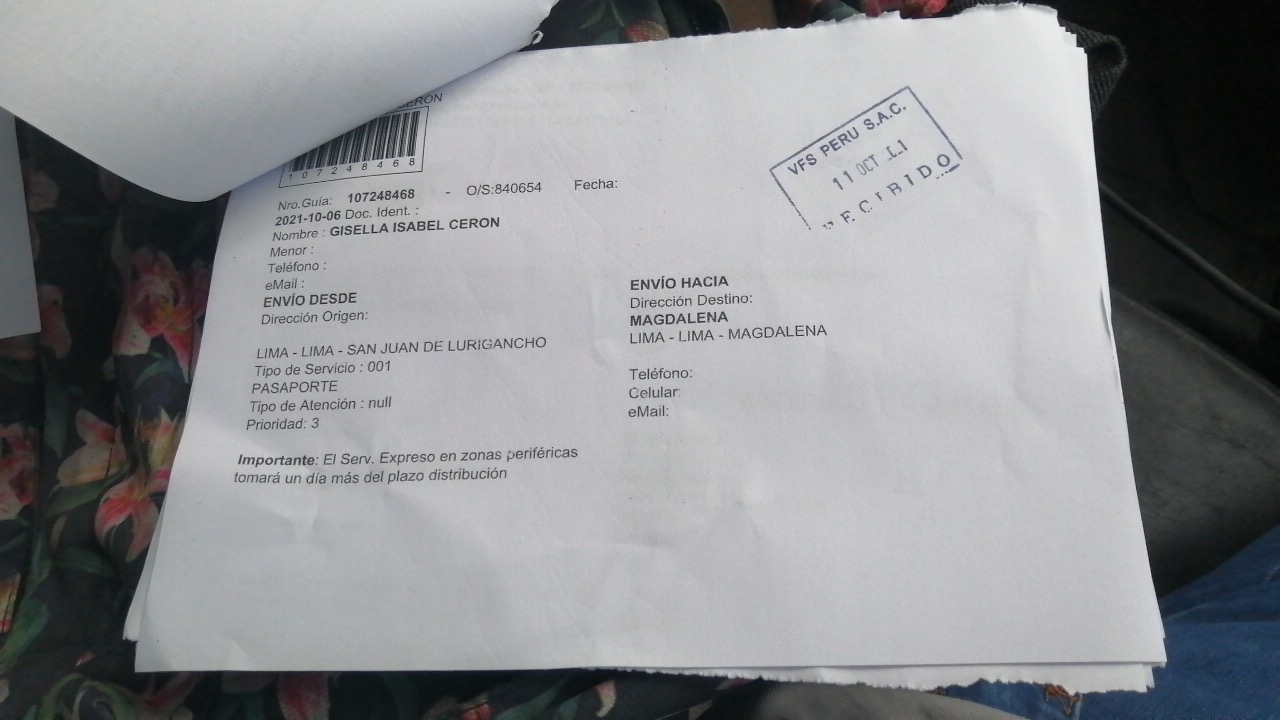 CERON
107248468
Nro.Guía: 107248468 - O/S:840654 Fecha:
2021-10-06 Doc. Ident. :
Nombre : GISELLA ISABEL CERON
Menor :
Teléfono :
eMail :
ENVÍO DESDE
Dirección Origen:
LIMA - LIMA - SAN JUAN DE LURIGANCHO
Tipo de Servicio : 001
PASAPORTE
Tipo de Atención : null
Prioridad: 3
Importante: El Serv. Expreso en zonas periféricas
tomará un día más del plazo distribución
VFS PERU S.A.C.
11 OCT
RECIBIDO
ENVÍO HACIA
Dirección Destino:
MAGDALENA
LIMA - LIMA - MAGDALENA
Teléfono:
Celular:
eMail: